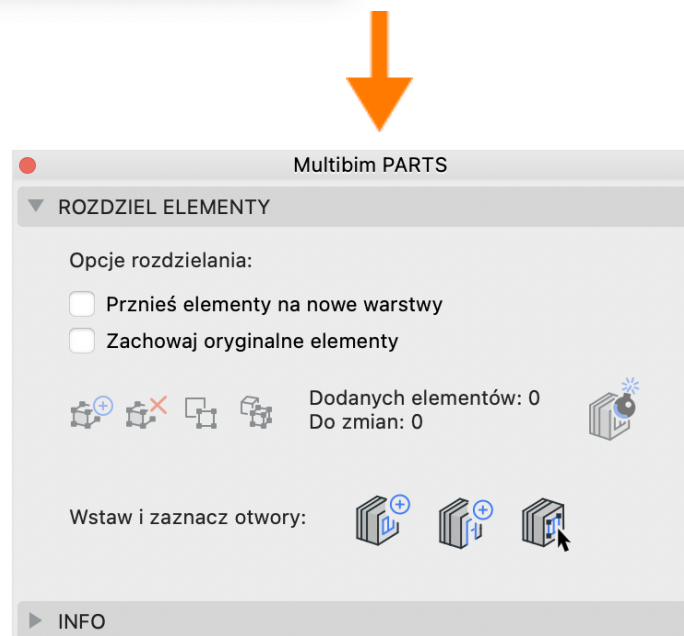 Multibim PARTS
ROZDZIEL ELEMENTY
Opcje rozdzielania:
Prznieś elementy na nowe warstwy
Zachowaj oryginalne elementy
Dodanych elementów: 0
Do zmian: 0
Wstaw i zaznacz otwory:
INFO